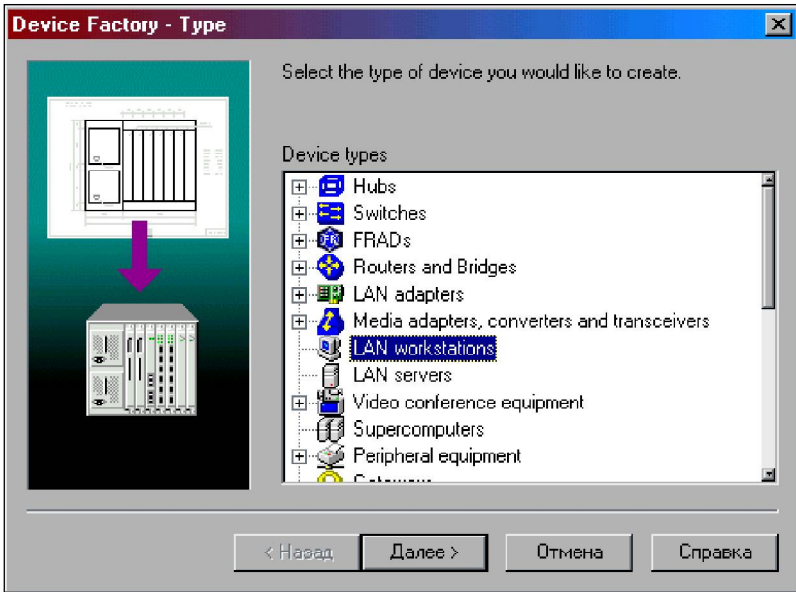 Device Factory - Type
Select the type of device you would like to create.
Device types
Hubs
Switches
FRADs
Routers and Bridges
LAN adapters
Media adapters, converters and transceivers
LAN workstations
LAN servers
Video conference equipment
Supercomputers
Peripheral equipment
< Назад Далее > Отмена Справка